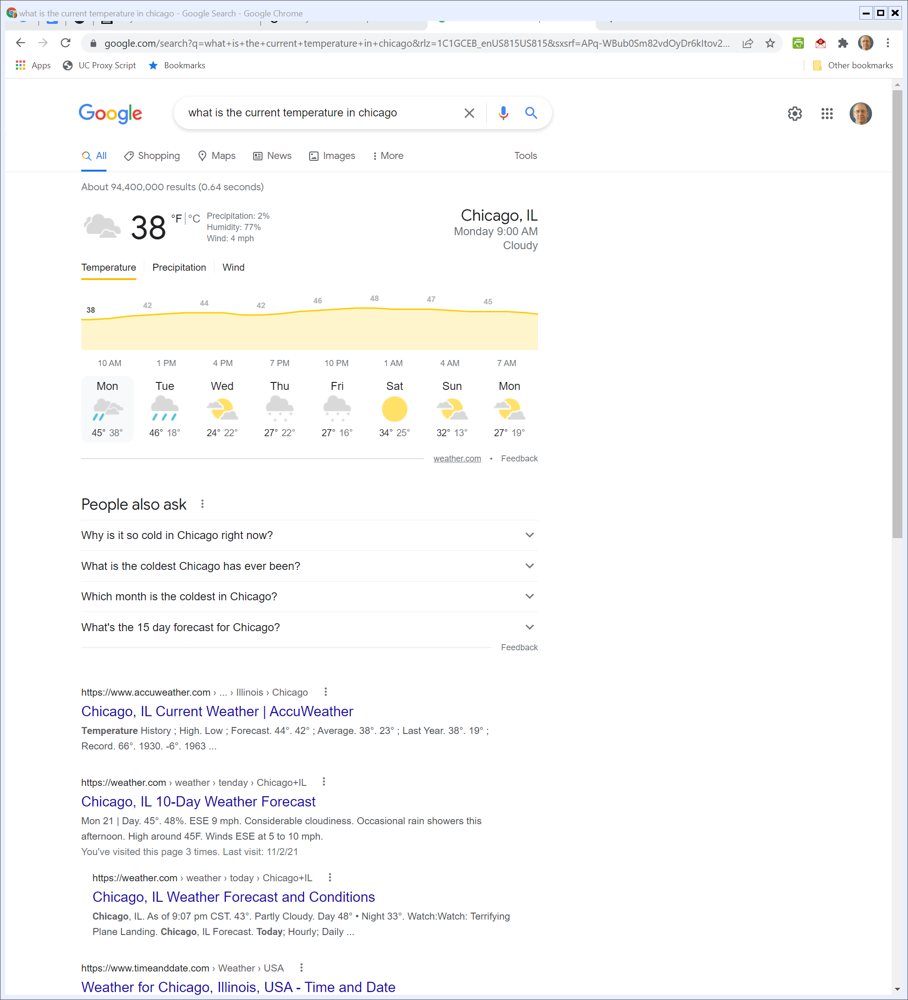 what is the current temperature in chicago - Google Search - Google Chrome
google.com/search?q=what+is+the+current+temperature+in+chicago&rlz=1C1GCEB_enUS815US815&sxsrf=APq-WBub0Sm82vdOyDr6kItov2...
Apps UC Proxy Script Bookmarks Other bookmarks
Google what is the current temperature in chicago
All Shopping Maps News Images More Tools
About 94,400,000 results (0.64 seconds)
38 °F | °C
Precipitation: 2%
Humidity: 77%
Wind: 4 mph
Chicago, IL
Monday 9:00 AM
Cloudy
Temperature Precipitation Wind
38 42 44 42 46 48 47 45
10 AM 1 PM 4 PM 7 PM 10 PM 1 AM 4 AM 7 AM
Mon Tue Wed Thu Fri Sat Sun Mon
45° 38° 46° 18° 24° 22° 27° 22° 27° 16° 34° 25° 32° 13° 27° 19°
weather.com • Feedback
People also ask
Why is it so cold in Chicago right now?
What is the coldest Chicago has ever been?
Which month is the coldest in Chicago?
What's the 15 day forecast for Chicago?
Feedback
https://www.accuweather.com › ... › Illinois › Chicago
Chicago, IL Current Weather | AccuWeather
Temperature History ; High. Low ; Forecast. 44°. 42° ; Average. 38°. 23° ; Last Year. 38°. 19° ;
Record. 66°. 1930. -6°. 1963 ...
https://weather.com › weather › tenday › Chicago+IL
Chicago, IL 10-Day Weather Forecast
Mon 21 | Day. 45°. 48%. ESE 9 mph. Considerable cloudiness. Occasional rain showers this
afternoon. High around 45F. Winds ESE at 5 to 10 mph.
You've visited this page 3 times. Last visit: 11/2/21
https://weather.com › weather › today › Chicago+IL
Chicago, IL Weather Forecast and Conditions
Chicago, IL. As of 9:07 pm CST. 43°. Partly Cloudy. Day 48° • Night 33°. Watch:Watch: Terrifying
Plane Landing. Chicago, IL Forecast. Today; Hourly; Daily ...
https://www.timeanddate.com › Weather › USA
Weather for Chicago, Illinois, USA - Time and Date